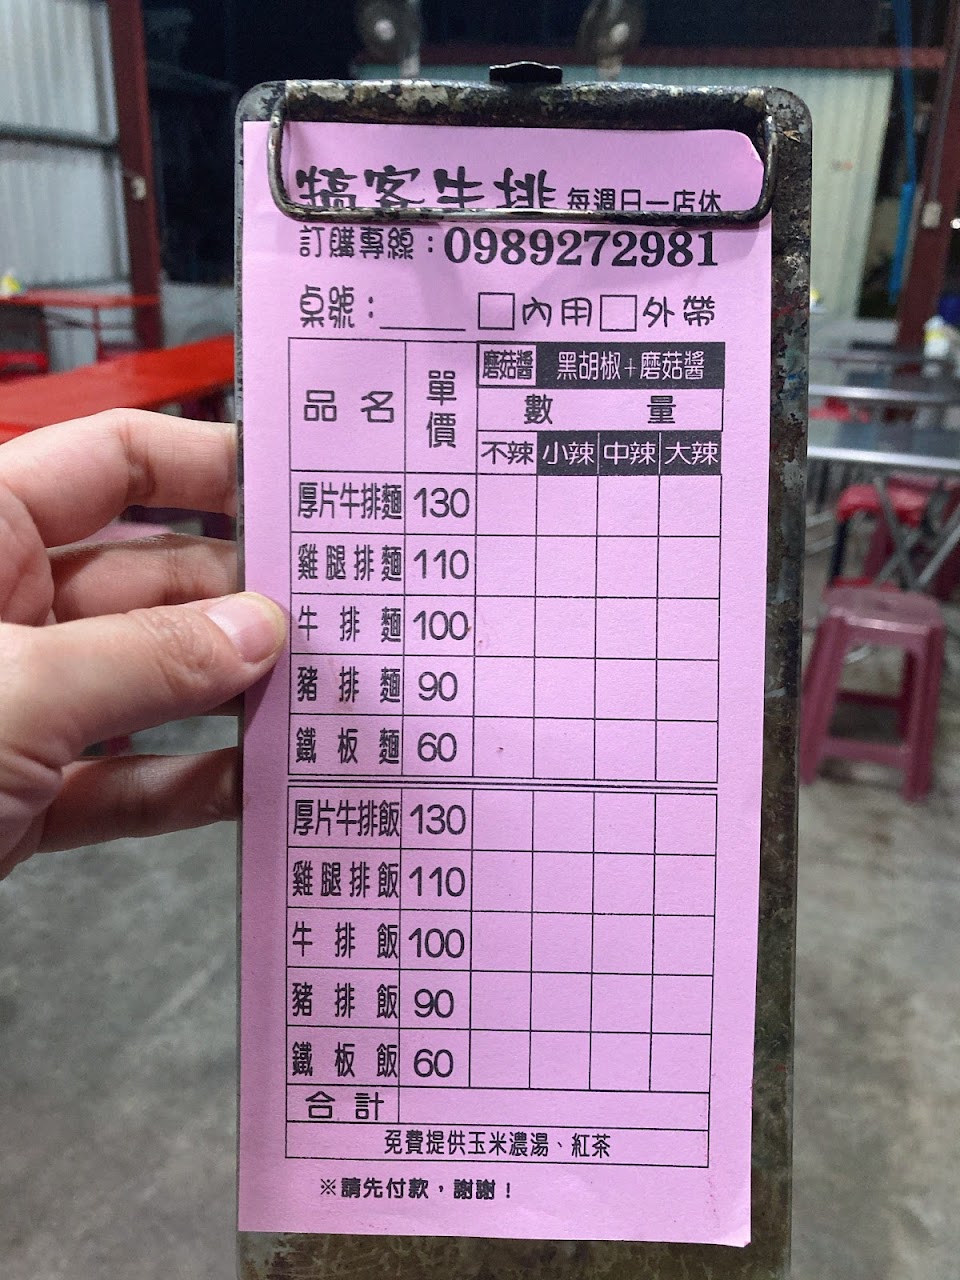 犒客牛排 每週日一店休
訂購專線：0989272981
桌號：_____ □內用□外帶
品名 單價 磨菇醬 黑胡椒+磨菇醬
數量
不辣 小辣 中辣 大辣
厚片牛排麵 130
雞腿排麵 110
牛排麵 100
豬排麵 90
鐵板麵 60
厚片牛排飯 130
雞腿排飯 110
牛排飯 100
豬排飯 90
鐵板飯 60
合計
免費提供玉米濃湯、紅茶
※請先付款，謝謝！